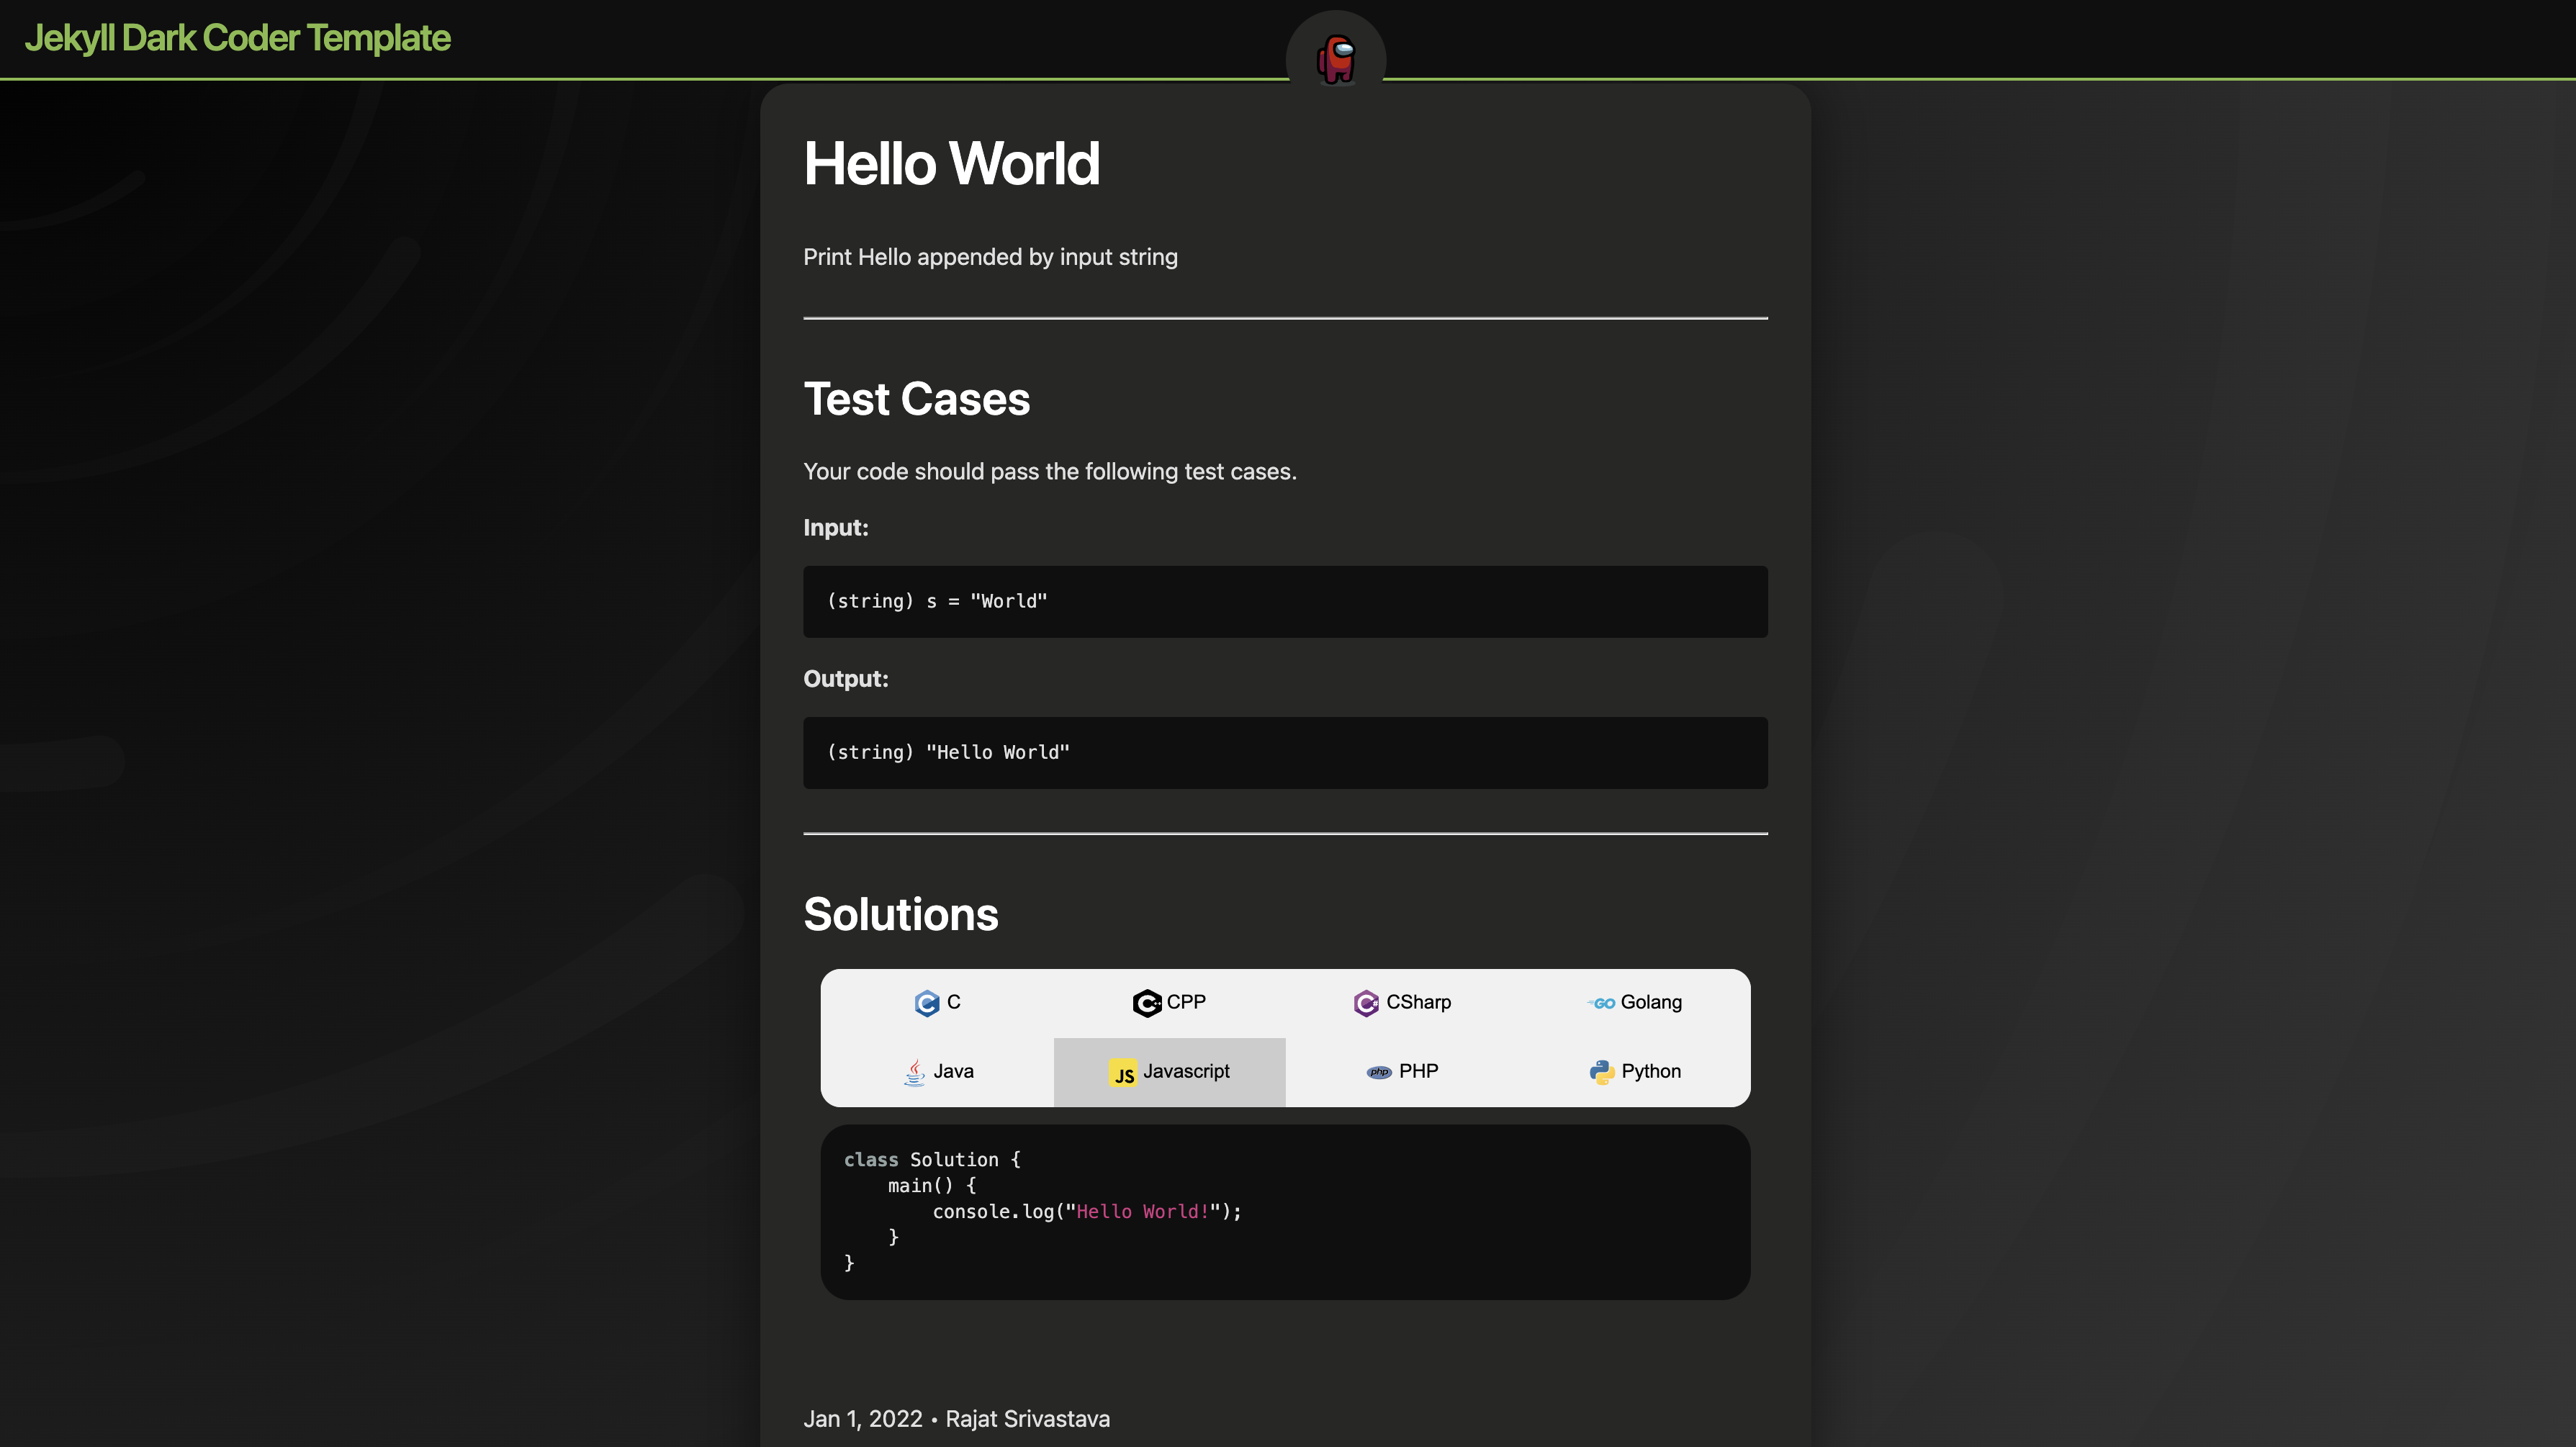 Jekyll Dark Coder Template
Hello World
Print Hello appended by input string
Test Cases
Your code should pass the following test cases.
Input:
(string) s = "World"
Output:
(string) "Hello World"
Solutions
C CPP CSharp Golang
Java JS Javascript php PHP Python
class Solution {
    main() {
        console.log("Hello World!");
    }
}
Jan 1, 2022 • Rajat Srivastava